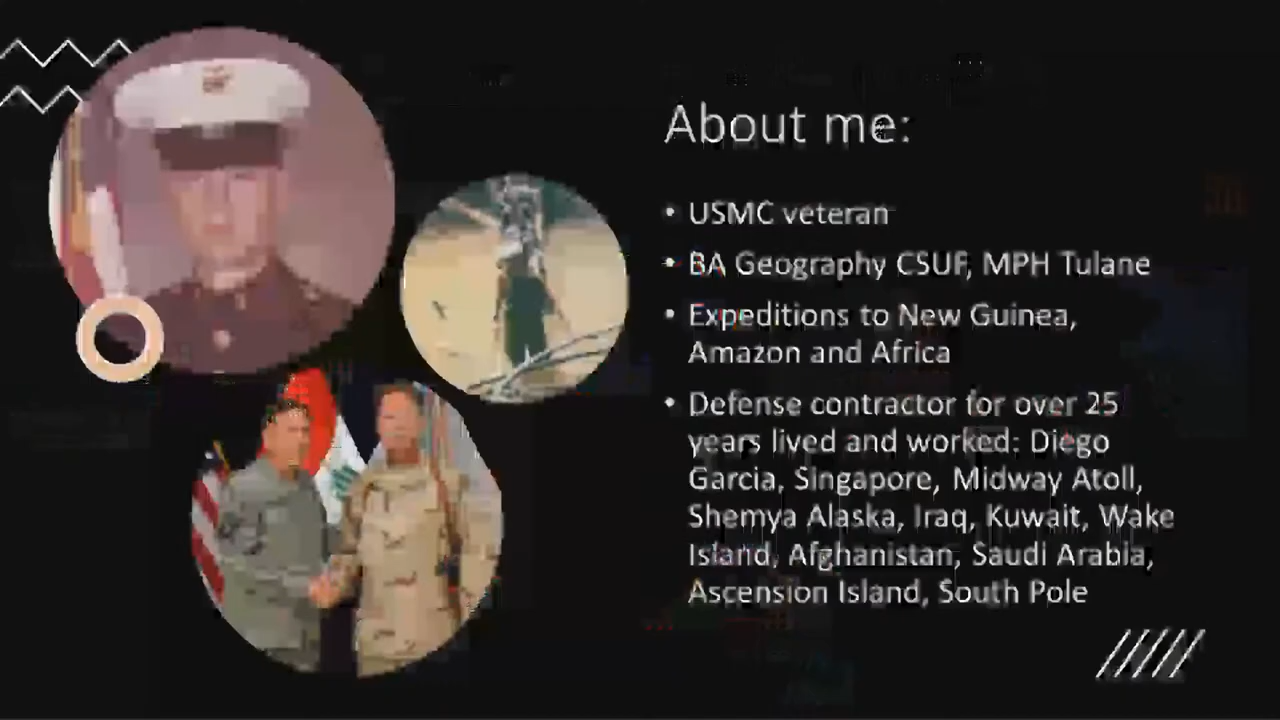 About me:
• USMC veteran
• BA Geography CSUF, MPH Tulane
• Expeditions to New Guinea,
Amazon and Africa
• Defense contractor for over 25
years lived and worked: Diego
Garcia, Singapore, Midway Atoll,
Shemya Alaska, Iraq, Kuwait, Wake
Island, Afghanistan, Saudi Arabia,
Ascension Island, South Pole